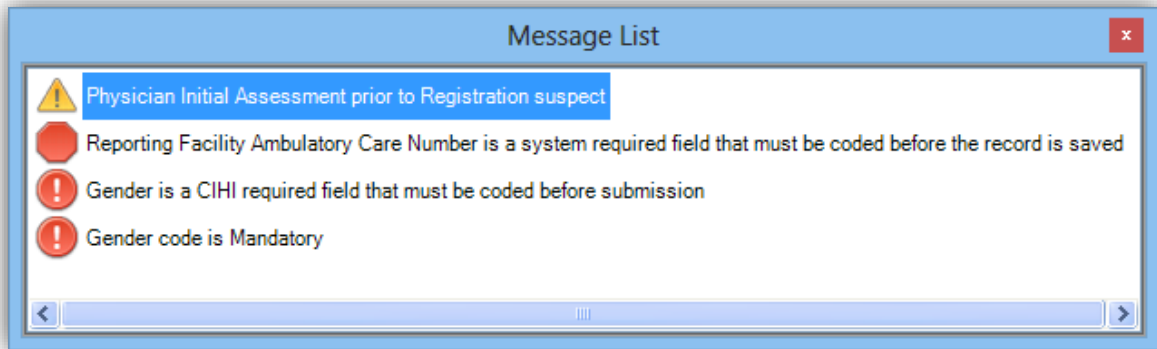 Message List
x
Physician Initial Assessment prior to Registration suspect
Reporting Facility Ambulatory Care Number is a system required field that must be coded before the record is saved
Gender is a CIHI required field that must be coded before submission
Gender code is Mandatory